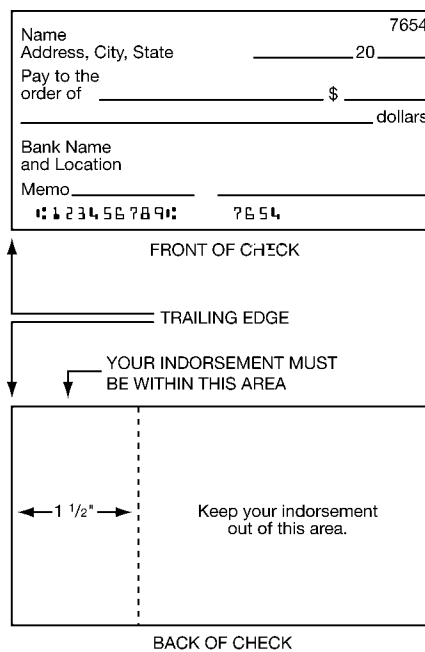 7654
Name
Address, City, State 20
Pay to the
order of $
dollars
Bank Name
and Location
Memo
⑆123456789⑆ 7654
FRONT OF CHECK
TRAILING EDGE
YOUR INDORSEMENT MUST
BE WITHIN THIS AREA
1 1/2"
Keep your indorsement
out of this area.
BACK OF CHECK